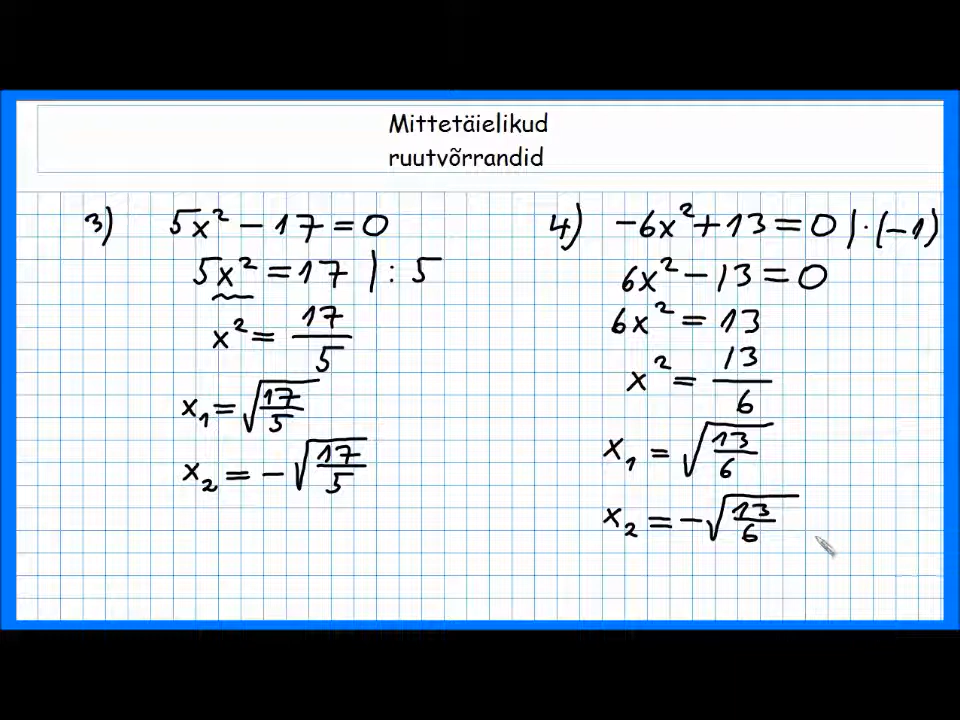 Mittetäielikud
ruutvõrrandid
3) 5x² − 17 = 0
5x² = 17 | : 5
x² = 17/5
x₁ = √(17/5)
x₂ = −√(17/5)
4) −6x² + 13 = 0 | · (−1)
6x² − 13 = 0
6x² = 13
x² = 13/6
x₁ = √(13/6)
x₂ = −√(13/6)